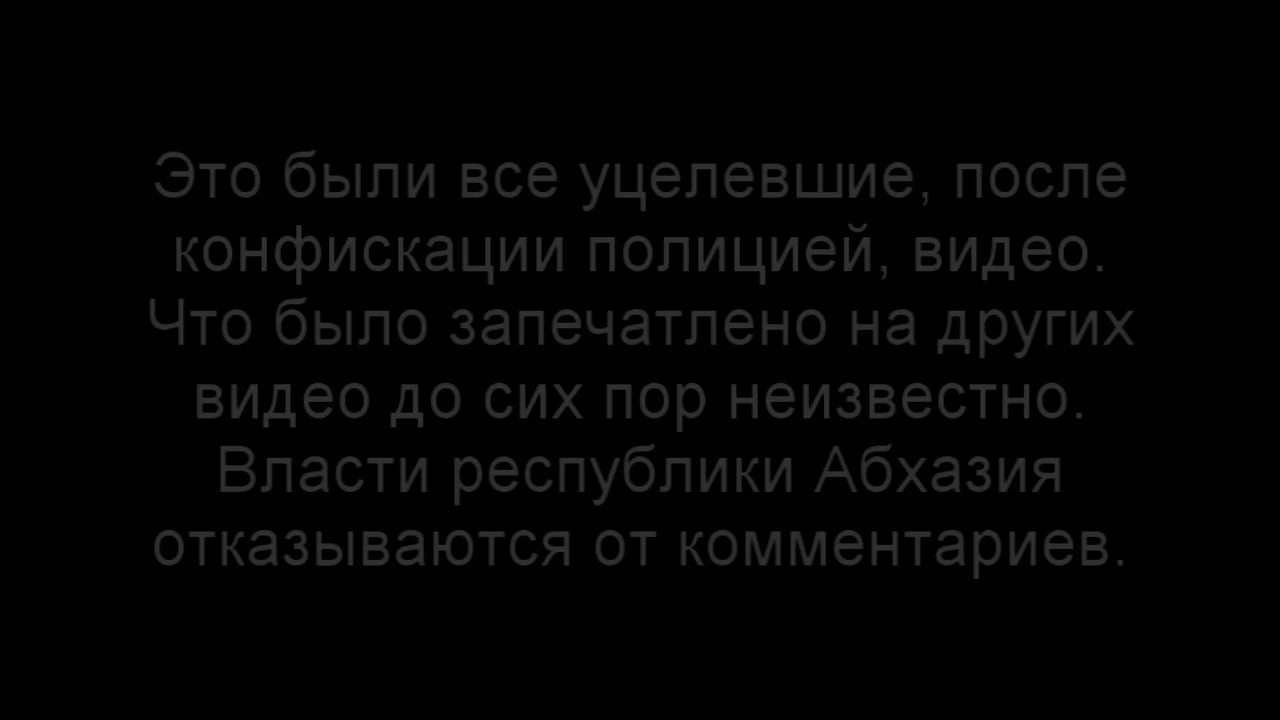 Это были все уцелевшие, после
конфискации полицией, видео.
Что было запечатлено на других
видео до сих пор неизвестно.
Власти республики Абхазия
отказываются от комментариев.